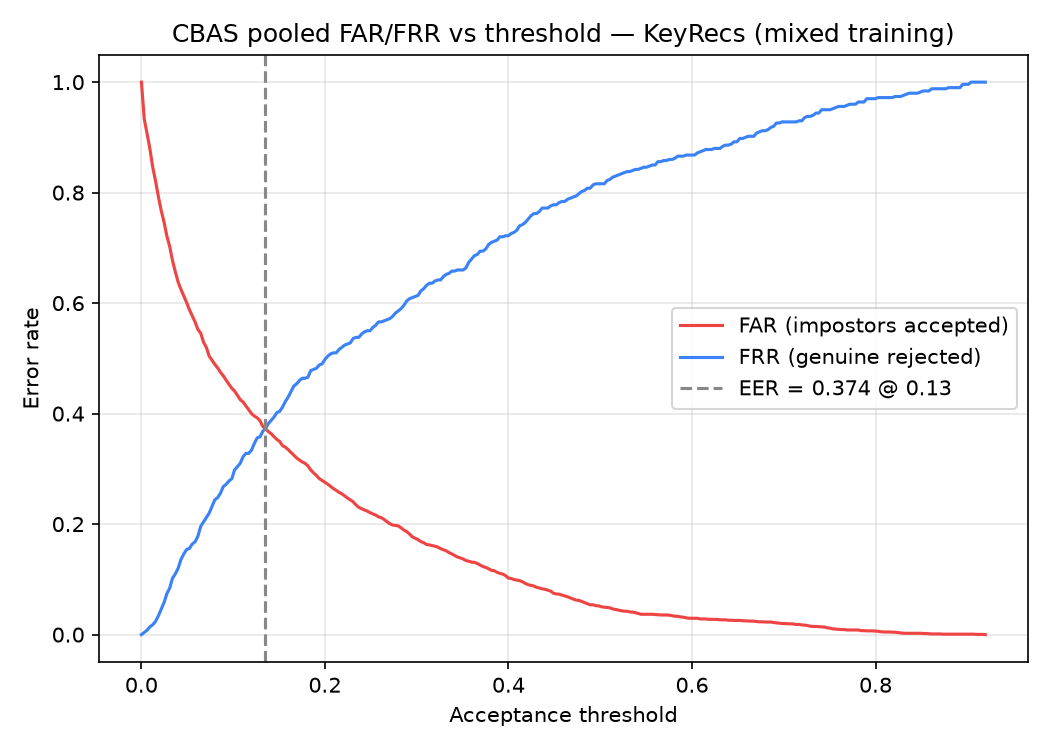 CBAS pooled FAR/FRR vs threshold — KeyRecs (mixed training)
Error rate
1.0
0.8
0.6
0.4
0.2
0.0
FAR (impostors accepted)
FRR (genuine rejected)
EER = 0.374 @ 0.13
0.0 0.2 0.4 0.6 0.8
Acceptance threshold